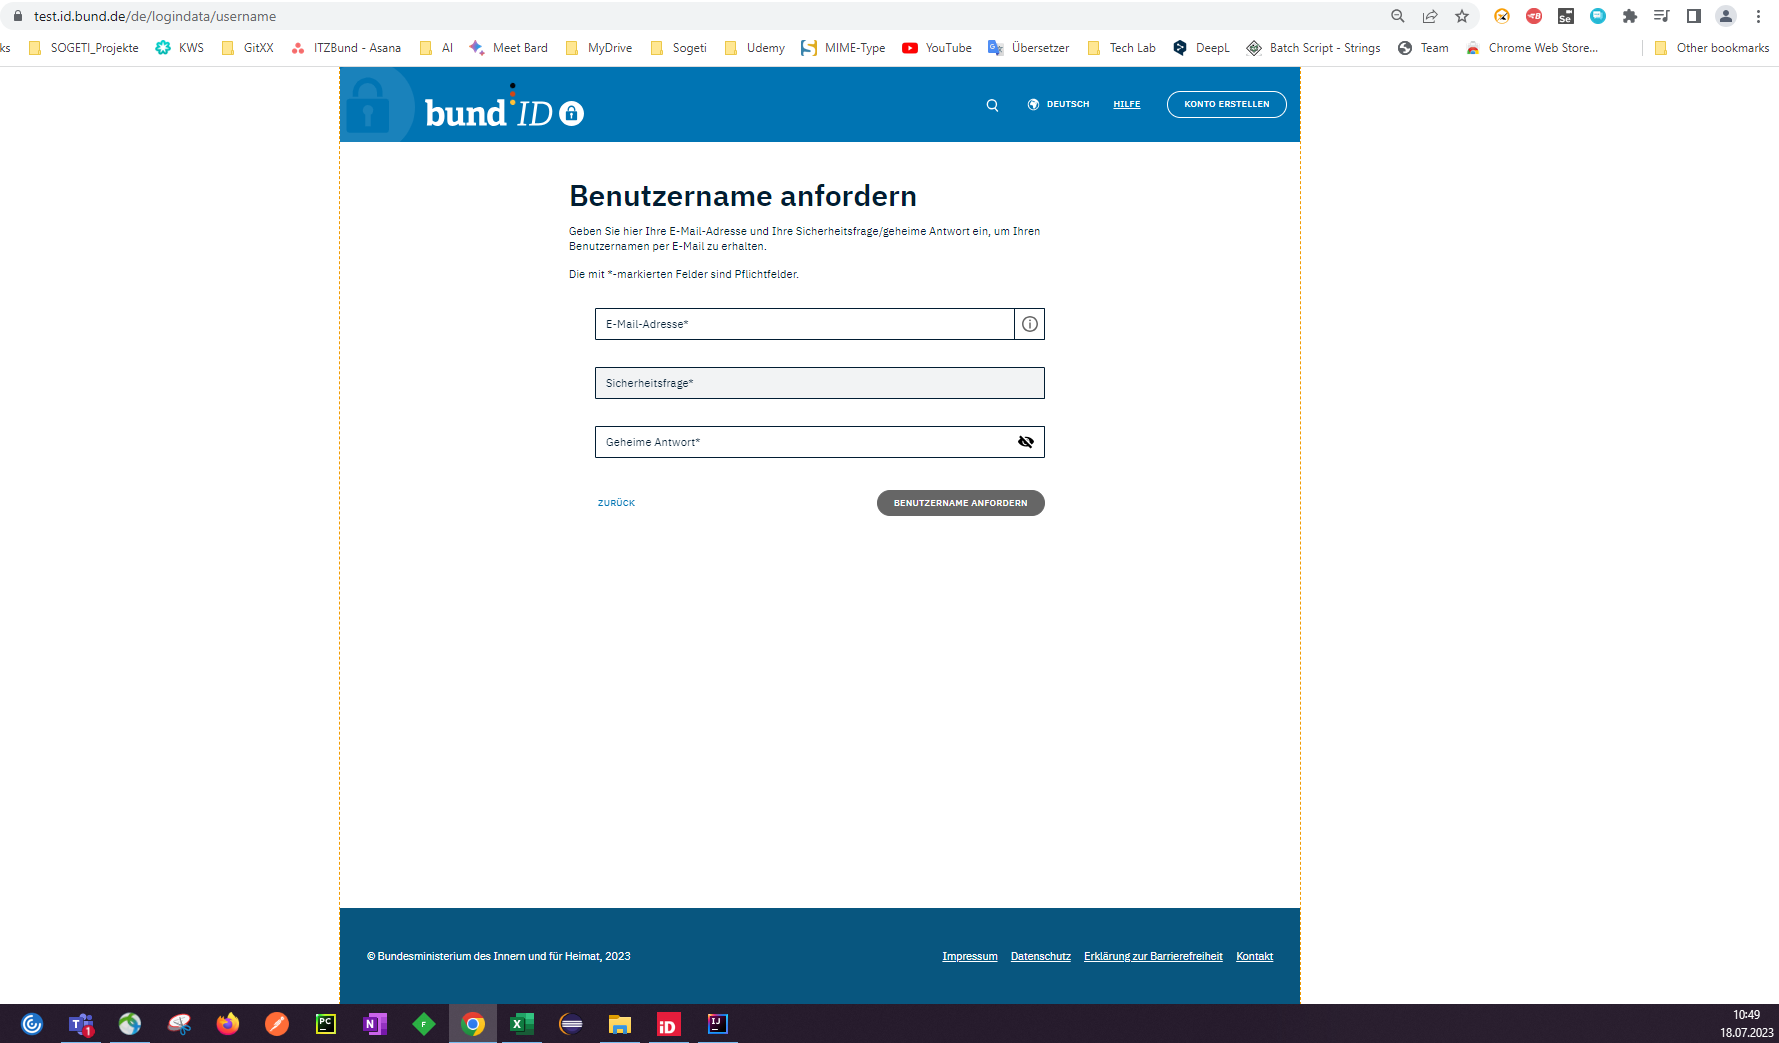 test.id.bund.de/de/logindata/username
ks SOGETI_Projekte KWS GitXX ITZBund - Asana AI Meet Bard MyDrive Sogeti Udemy MIME-Type YouTube Übersetzer Tech Lab DeepL Batch Script - Strings Team Chrome Web Store... Other bookmarks
bund ID
DEUTSCH HILFE KONTO ERSTELLEN
Benutzername anfordern
Geben Sie hier Ihre E-Mail-Adresse und Ihre Sicherheitsfrage/geheime Antwort ein, um Ihren
Benutzernamen per E-Mail zu erhalten.
Die mit *-markierten Felder sind Pflichtfelder.
E-Mail-Adresse*
Sicherheitsfrage*
Geheime Antwort*
ZURÜCK BENUTZERNAME ANFORDERN
© Bundesministerium des Innern und für Heimat, 2023
Impressum Datenschutz Erklärung zur Barrierefreiheit Kontakt
10:49
18.07.2023